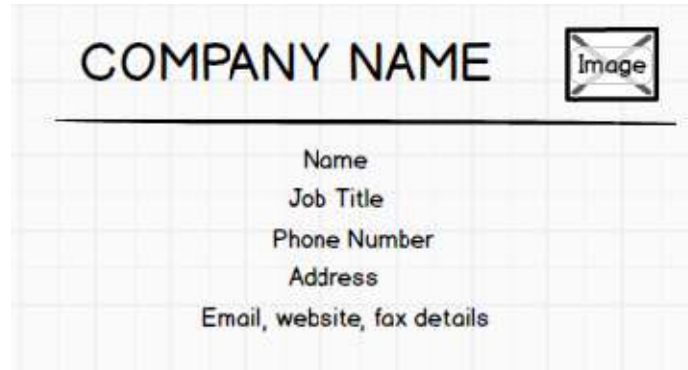 COMPANY NAME
Image
Name
Job Title
Phone Number
Address
Email, website, fax details